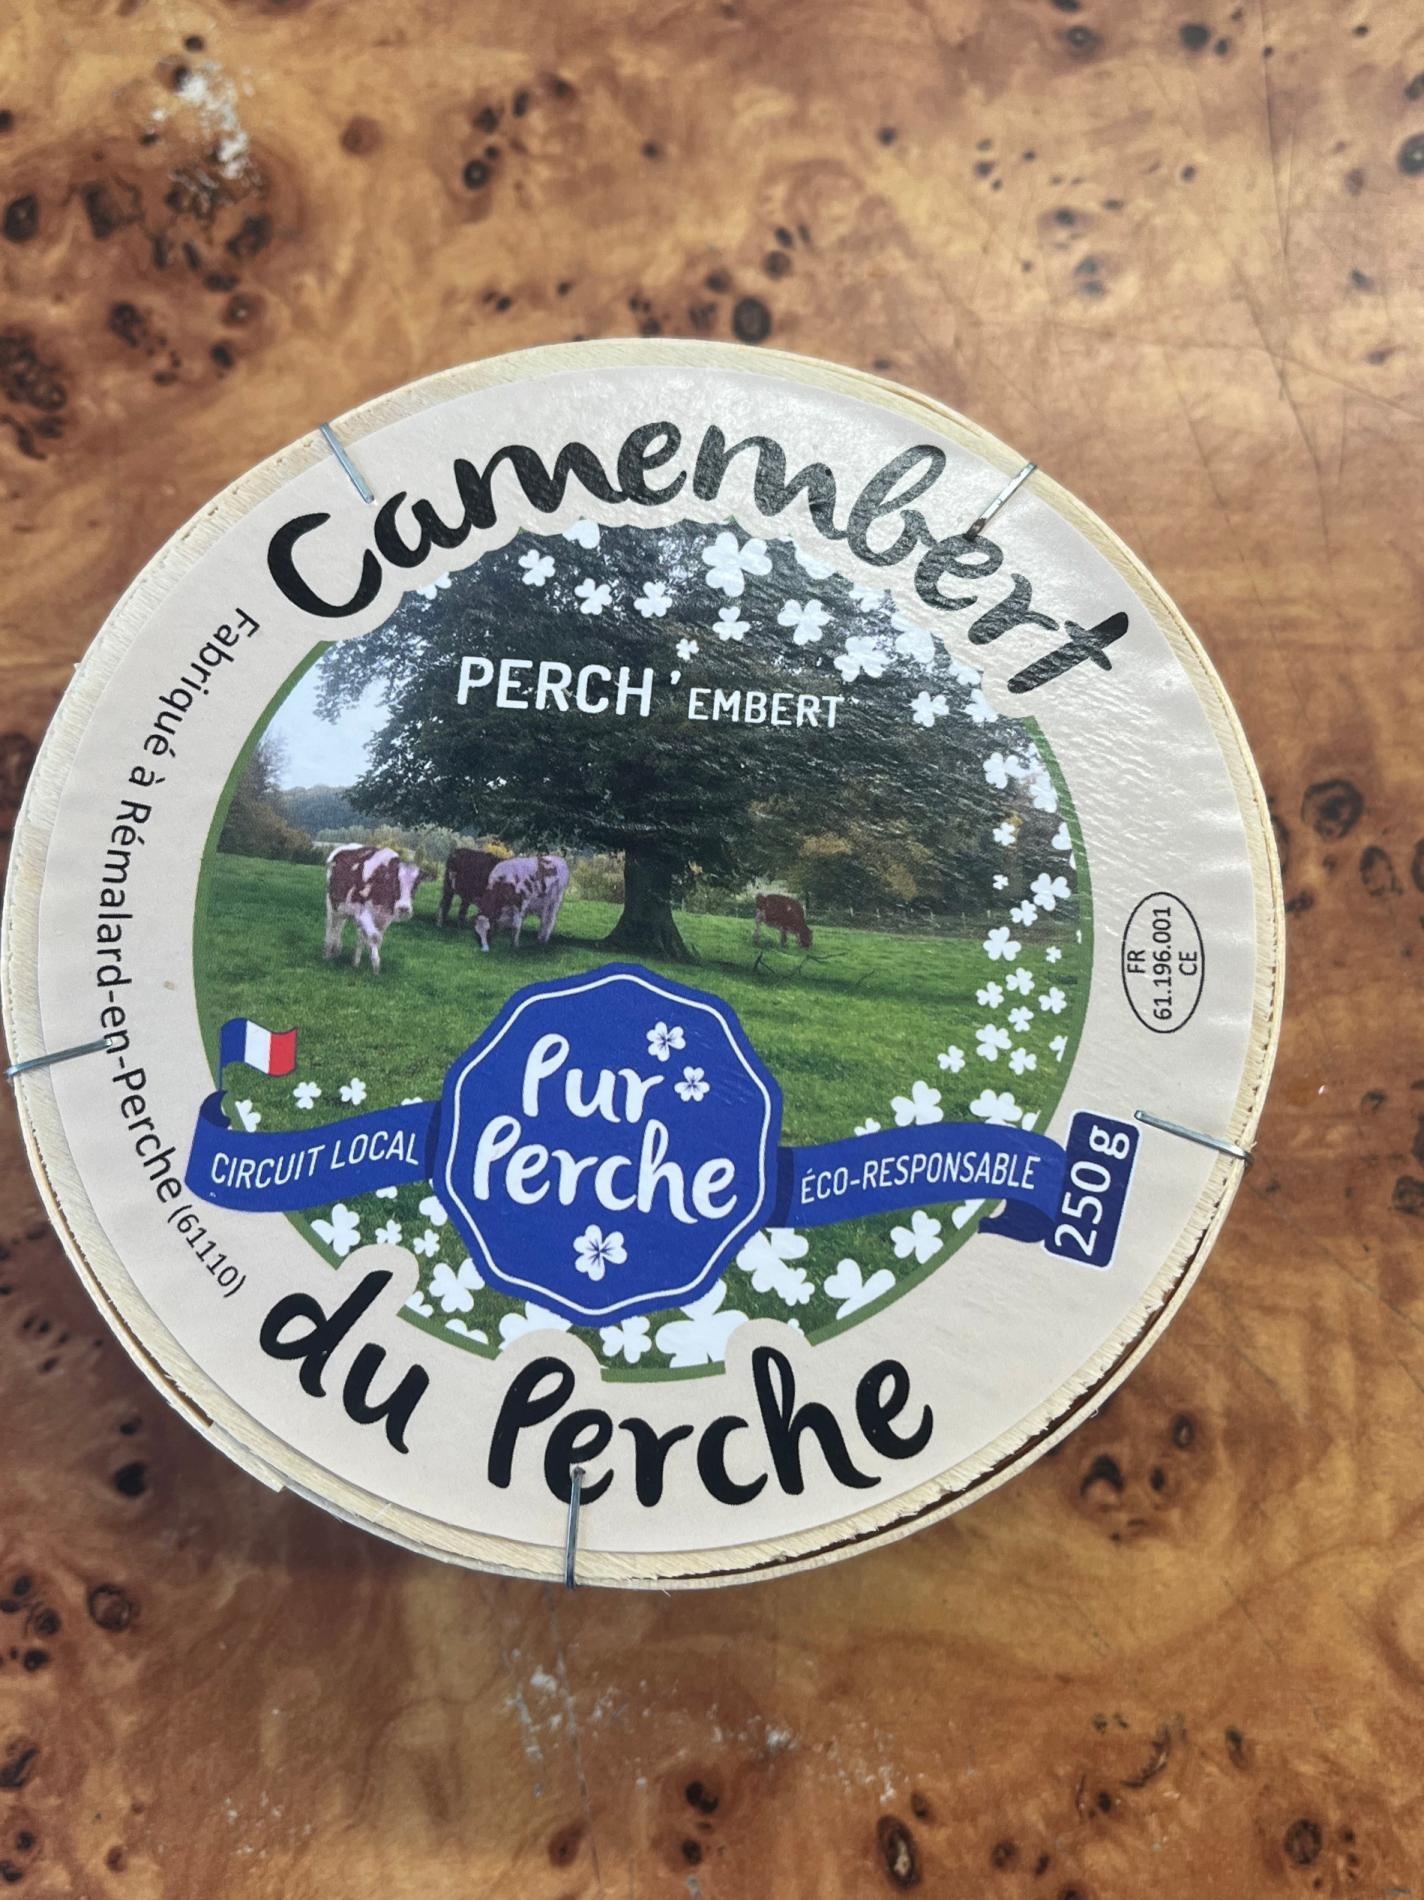 Camembert
PERCH'EMBERT
Fabriqué à Rémalard-en-Perche (61110)
FR
61.196.001
CE
Pur
Perche
CIRCUIT LOCAL
ÉCO-RESPONSABLE
250 g
du Perche